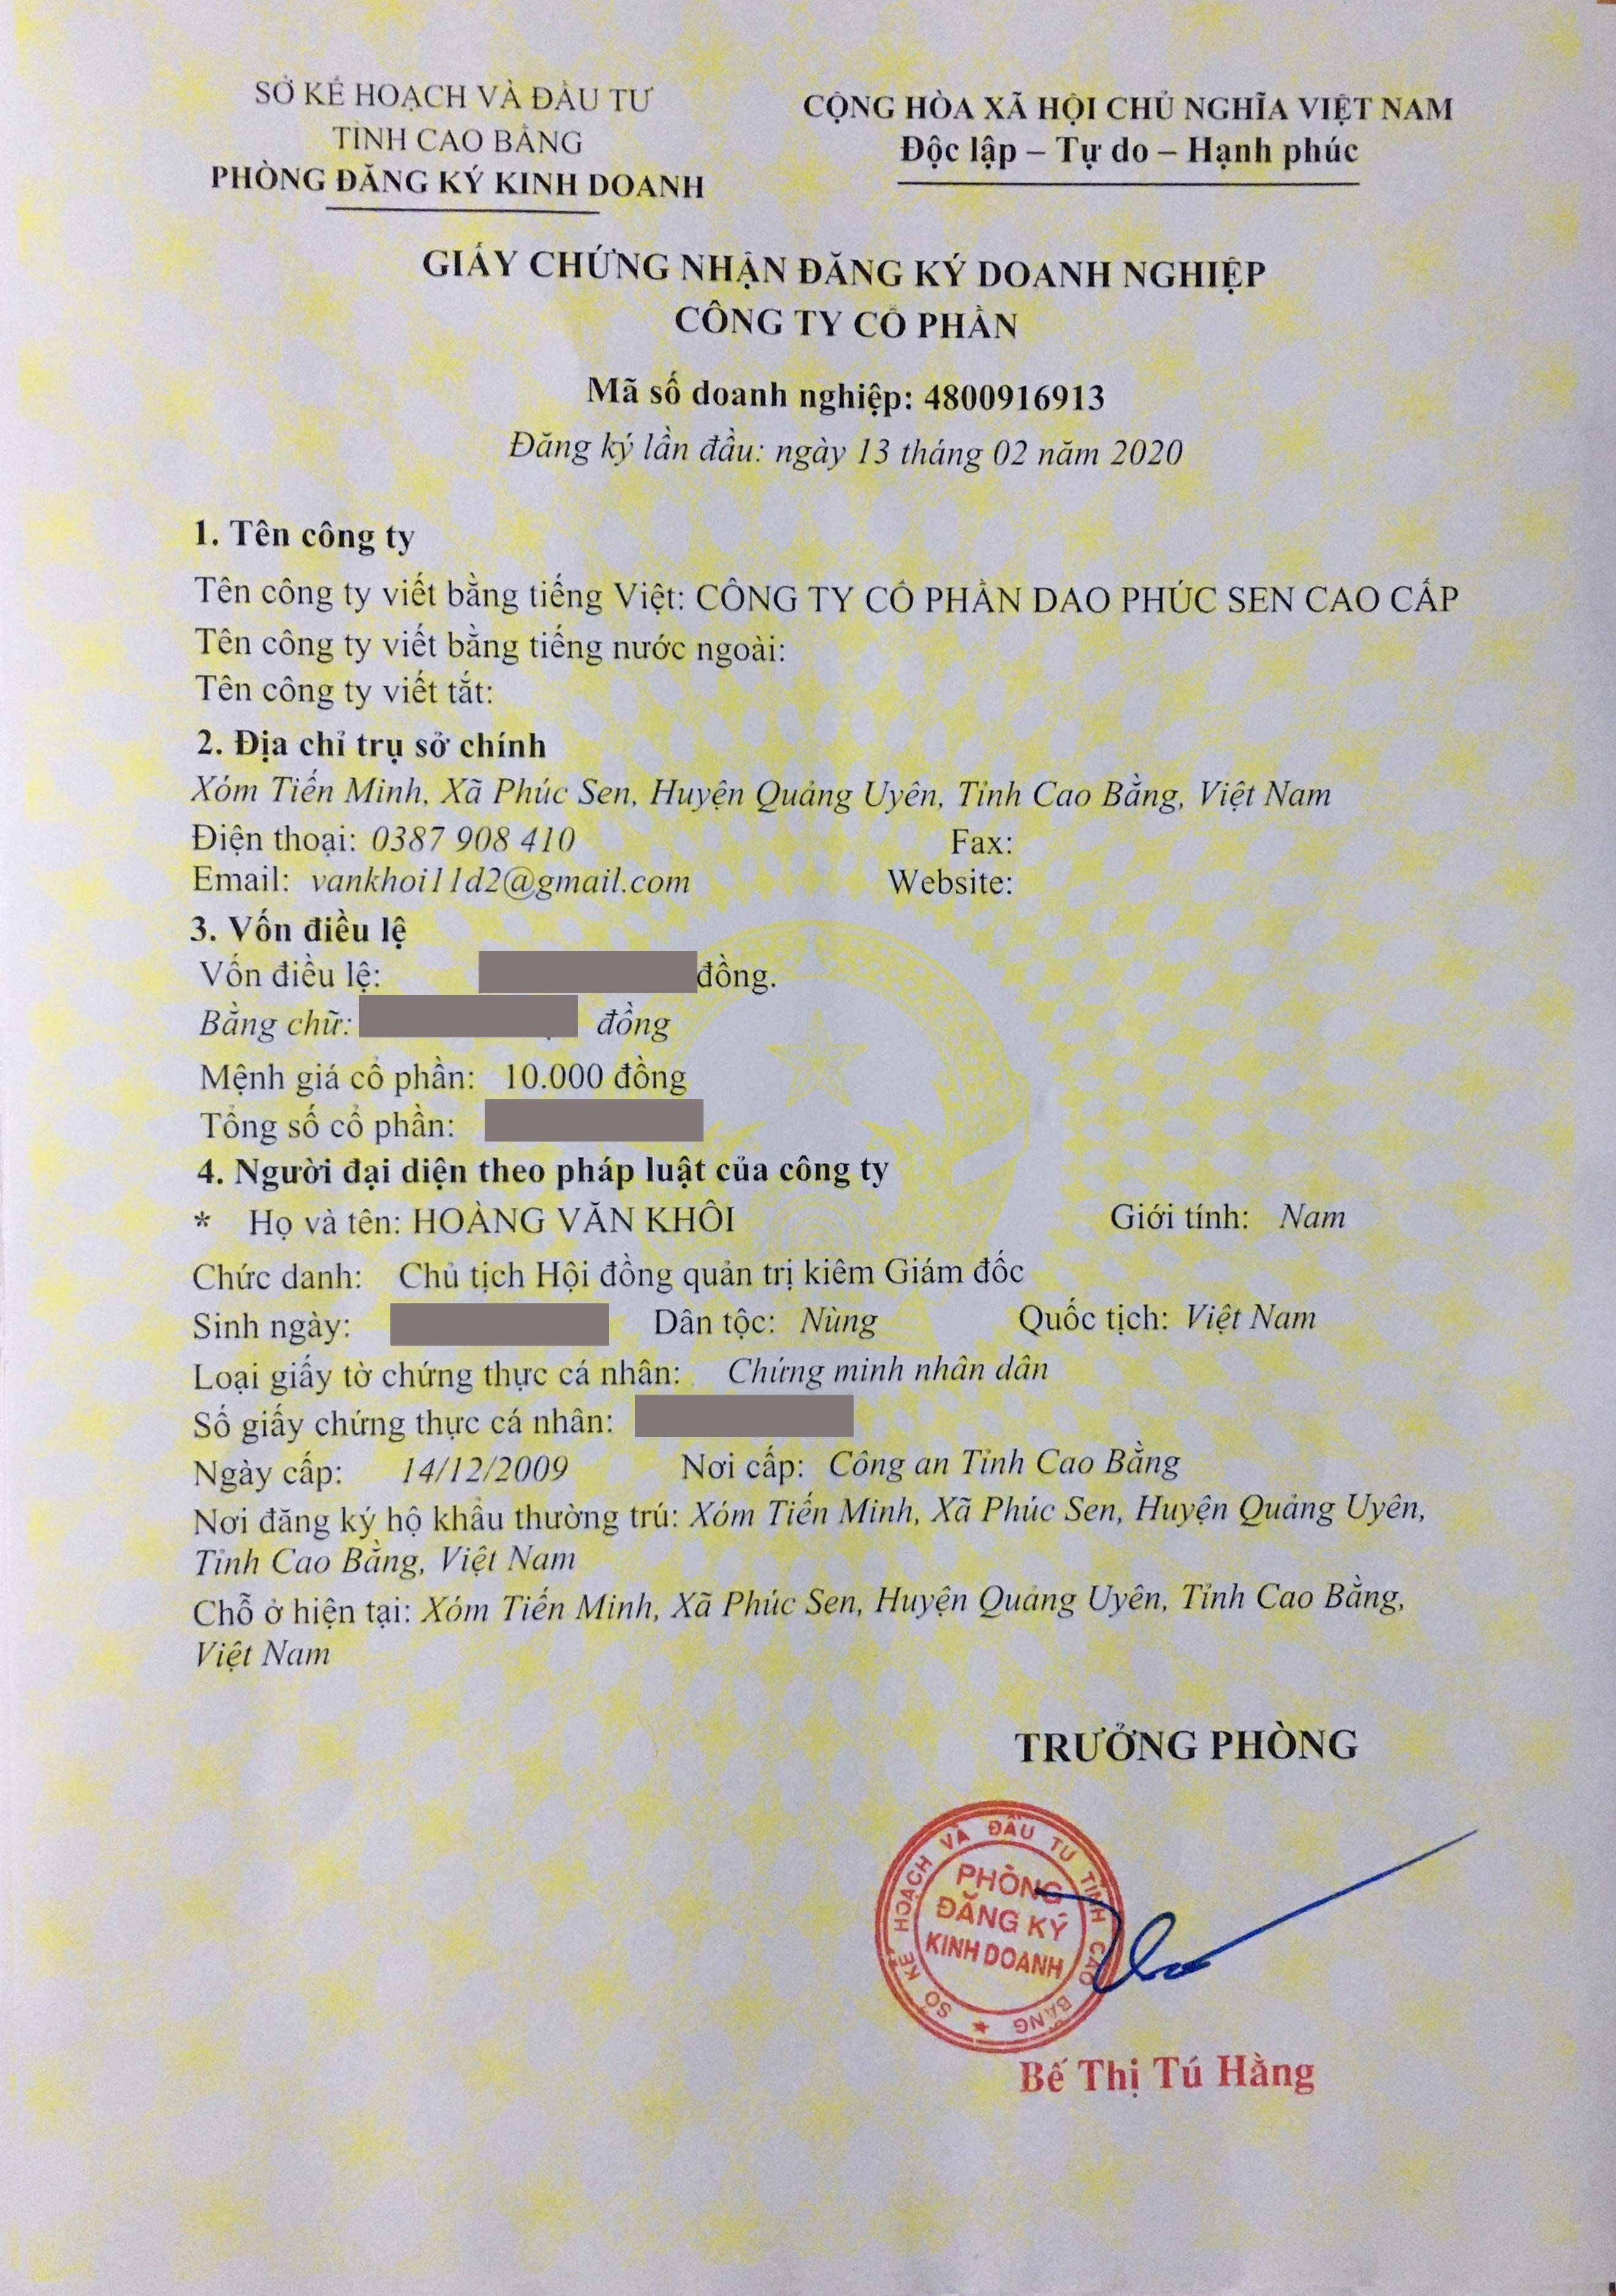 SỞ KẾ HOẠCH VÀ ĐẦU TƯ
TỈNH CAO BẰNG
PHÒNG ĐĂNG KÝ KINH DOANH
CỘNG HÒA XÃ HỘI CHỦ NGHĨA VIỆT NAM
Độc lập – Tự do – Hạnh phúc
GIẤY CHỨNG NHẬN ĐĂNG KÝ DOANH NGHIỆP
CÔNG TY CỔ PHẦN
Mã số doanh nghiệp: 4800916913
Đăng ký lần đầu: ngày 13 tháng 02 năm 2020
1. Tên công ty
Tên công ty viết bằng tiếng Việt: CÔNG TY CỔ PHẦN DAO PHÚC SEN CAO CẤP
Tên công ty viết bằng tiếng nước ngoài:
Tên công ty viết tắt:
2. Địa chỉ trụ sở chính
Xóm Tiến Minh, Xã Phúc Sen, Huyện Quảng Uyên, Tỉnh Cao Bằng, Việt Nam
Điện thoại: 0387 908 410 Fax:
Email: vankhoi11d2@gmail.com Website:
3. Vốn điều lệ
Vốn điều lệ: đồng.
Bằng chữ: đồng
Mệnh giá cổ phần: 10.000 đồng
Tổng số cổ phần:
4. Người đại diện theo pháp luật của công ty
* Họ và tên: HOÀNG VĂN KHÔI Giới tính: Nam
Chức danh: Chủ tịch Hội đồng quản trị kiêm Giám đốc
Sinh ngày: Dân tộc: Nùng Quốc tịch: Việt Nam
Loại giấy tờ chứng thực cá nhân: Chứng minh nhân dân
Số giấy chứng thực cá nhân:
Ngày cấp: 14/12/2009 Nơi cấp: Công an Tỉnh Cao Bằng
Nơi đăng ký hộ khẩu thường trú: Xóm Tiến Minh, Xã Phúc Sen, Huyện Quảng Uyên,
Tỉnh Cao Bằng, Việt Nam
Chỗ ở hiện tại: Xóm Tiến Minh, Xã Phúc Sen, Huyện Quảng Uyên, Tỉnh Cao Bằng,
Việt Nam
TRƯỞNG PHÒNG
SỞ KẾ HOẠCH VÀ ĐẦU TƯ TỈNH CAO BẰNG
PHÒNG
ĐĂNG KÝ
KINH DOANH
Bế Thị Tú Hằng